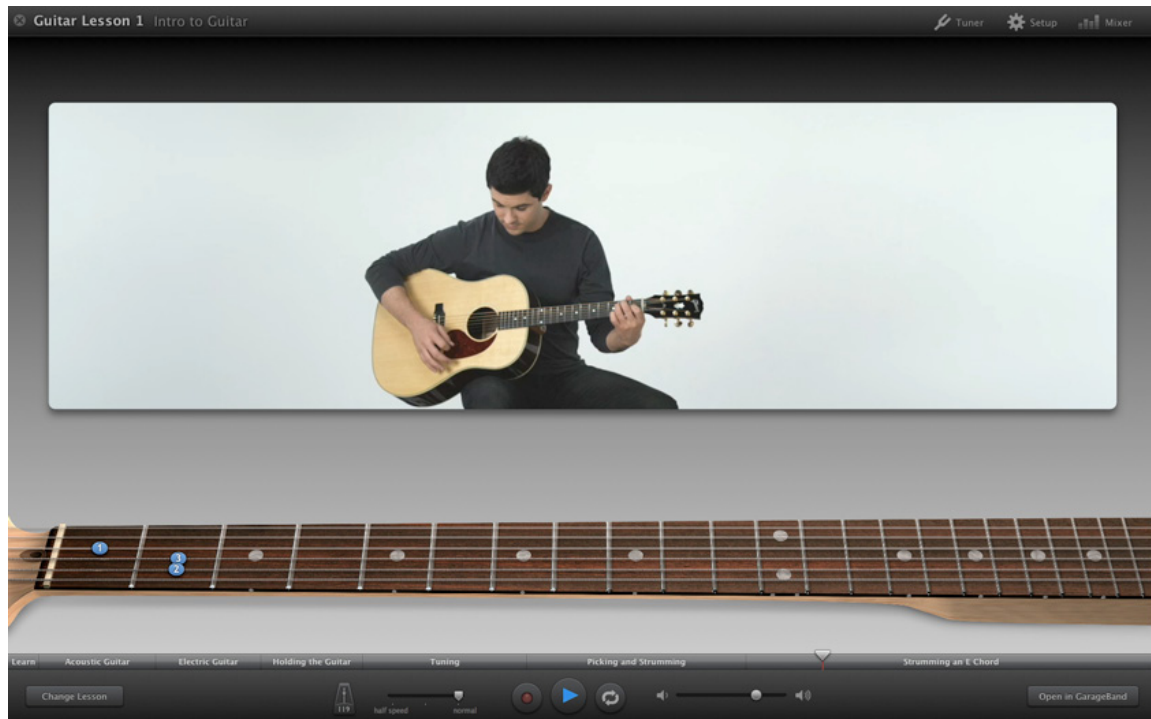 Guitar Lesson 1 Intro to Guitar
Tuner Setup Mixer
1
3
2
Learn Acoustic Guitar Electric Guitar Holding the Guitar Tuning Picking and Strumming Strumming an E Chord
Change Lesson
119
half speed normal
Open in GarageBand